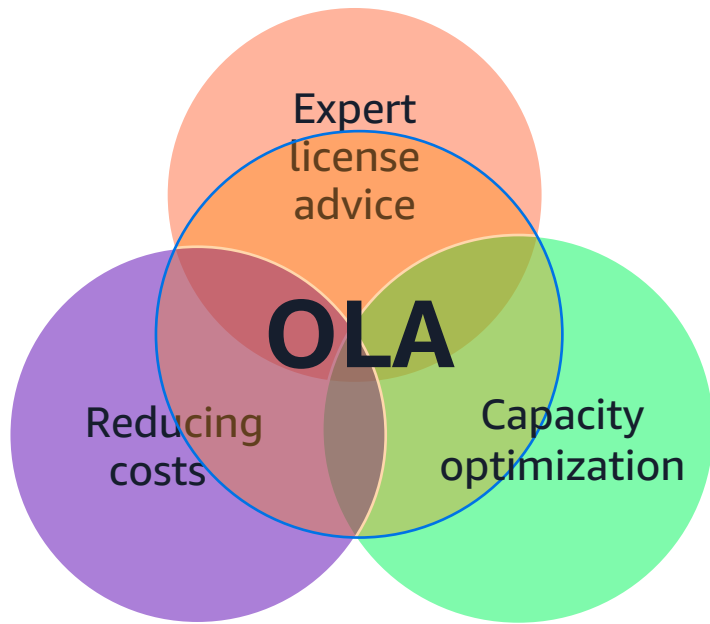 Expert
license
advice
OLA
Reducing
costs
Capacity
optimization